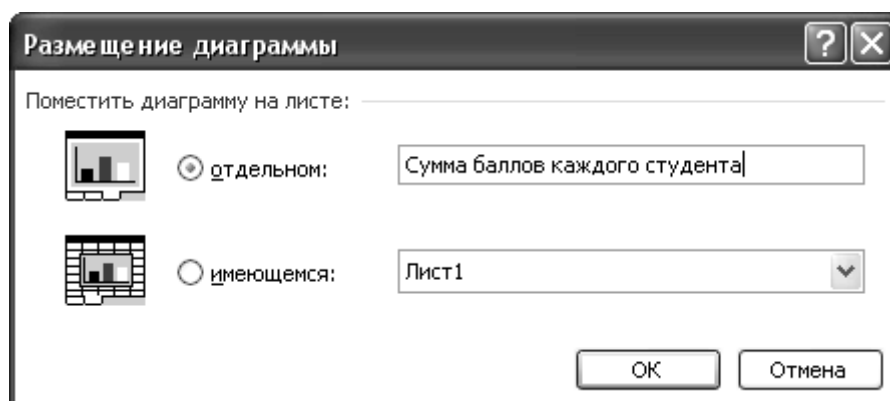 Размещение диаграммы
Поместить диаграмму на листе:
отдельном: Сумма баллов каждого студента
имеющемся: Лист1
ОК Отмена